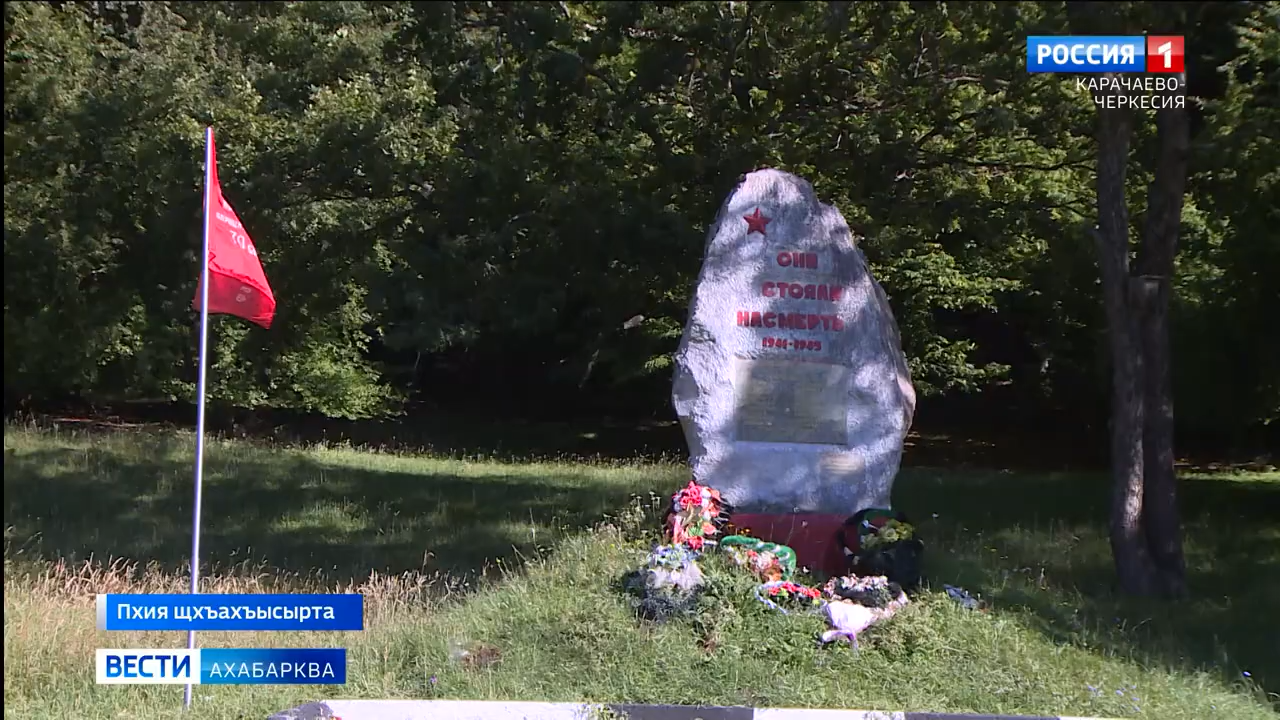 РОССИЯ 1
КАРАЧАЕВО-
ЧЕРКЕСИЯ
ОНИ
СТОЯЛИ
НАСМЕРТЬ
1941-1945
Пхия щхъахъысырта
ВЕСТИ АХАБАРКВА